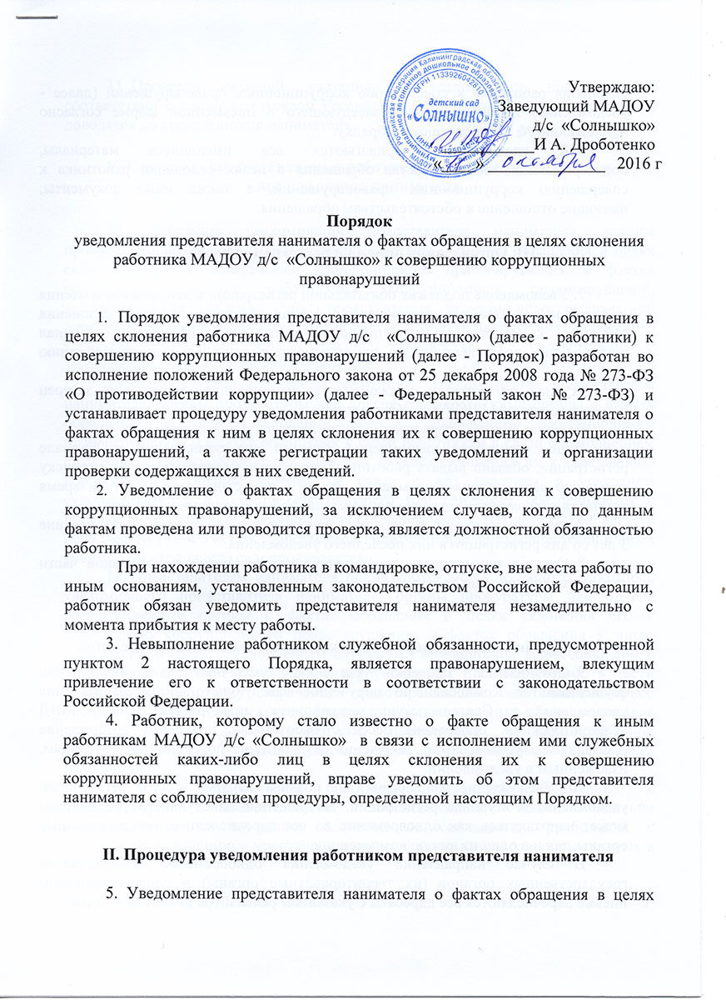 Утверждаю:
Заведующий МАДОУ
д/с «Солнышко»
И А. Дроботенко
« » октября 2016 г
Российская Федерация Калининградская область
ОГРН 1133926042610
детский сад
«Солнышко»
Порядок
уведомления представителя нанимателя о фактах обращения в целях склонения
работника МАДОУ д/с «Солнышко» к совершению коррупционных
правонарушений
1. Порядок уведомления представителя нанимателя о фактах обращения в
целях склонения работника МАДОУ д/с «Солнышко» (далее - работники) к
совершению коррупционных правонарушений (далее - Порядок) разработан во
исполнение положений Федерального закона от 25 декабря 2008 года № 273-ФЗ
«О противодействии коррупции» (далее - Федеральный закон № 273-ФЗ) и
устанавливает процедуру уведомления работниками представителя нанимателя о
фактах обращения к ним в целях склонения их к совершению коррупционных
правонарушений, а также регистрации таких уведомлений и организации
проверки содержащихся в них сведений.
2. Уведомление о фактах обращения в целях склонения к совершению
коррупционных правонарушений, за исключением случаев, когда по данным
фактам проведена или проводится проверка, является должностной обязанностью
работника.
При нахождении работника в командировке, отпуске, вне места работы по
иным основаниям, установленным законодательством Российской Федерации,
работник обязан уведомить представителя нанимателя незамедлительно с
момента прибытия к месту работы.
3. Невыполнение работником служебной обязанности, предусмотренной
пунктом 2 настоящего Порядка, является правонарушением, влекущим
привлечение его к ответственности в соответствии с законодательством
Российской Федерации.
4. Работник, которому стало известно о факте обращения к иным
работникам МАДОУ д/с «Солнышко» в связи с исполнением ими служебных
обязанностей каких-либо лиц в целях склонения их к совершению
коррупционных правонарушений, вправе уведомить об этом представителя
нанимателя с соблюдением процедуры, определенной настоящим Порядком.
II. Процедура уведомления работником представителя нанимателя
5. Уведомление представителя нанимателя о фактах обращения в целях